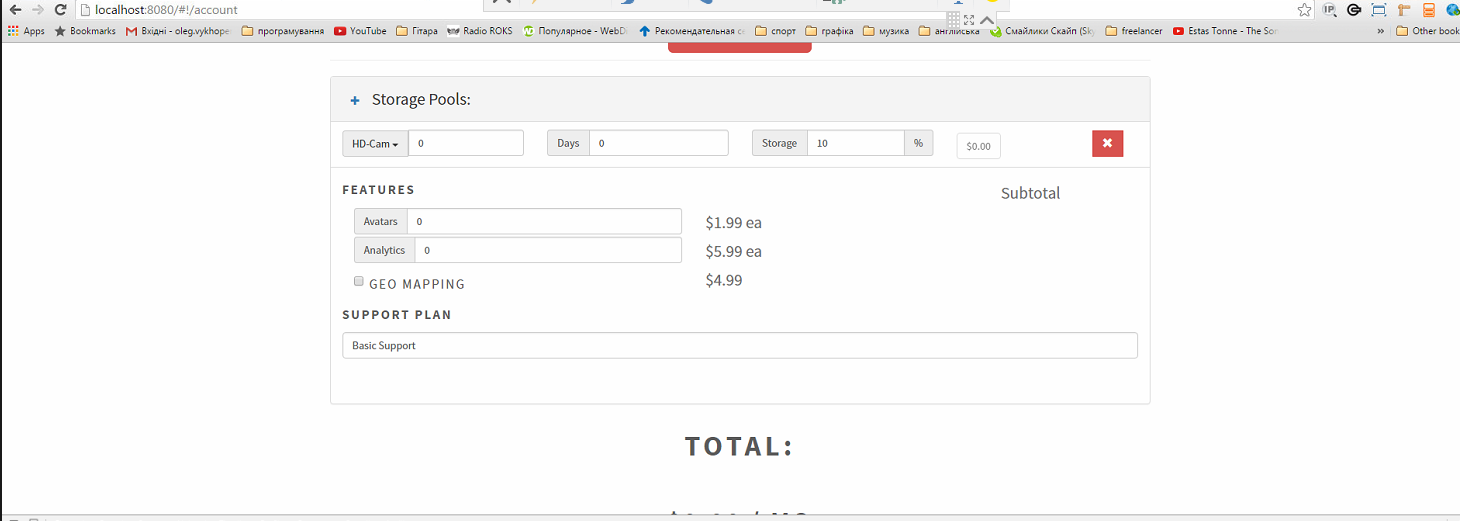 localhost:8080/#!/account
Apps Bookmarks Вхідні - oleg.vykhope програмування YouTube Гітара Radio ROKS Популярное - WebD Рекомендательная се спорт графіка музика англійська Смайлики Скайп (Sky freelancer Estas Tonne - The Son » Other book
Storage Pools:
HD-Cam 0 Days 0 Storage 10 % $0.00
FEATURES Subtotal
Avatars 0 $1.99 ea
Analytics 0 $5.99 ea
GEO MAPPING $4.99
SUPPORT PLAN
Basic Support
TOTAL: